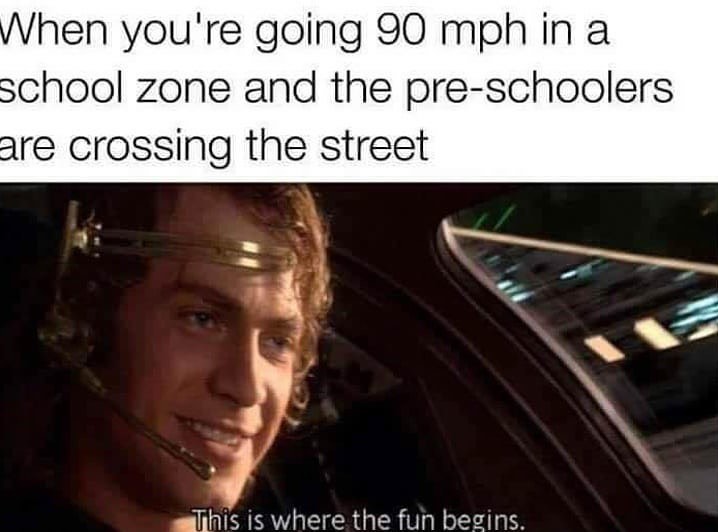 When you're going 90 mph in a
school zone and the pre-schoolers
are crossing the street
This is where the fun begins.